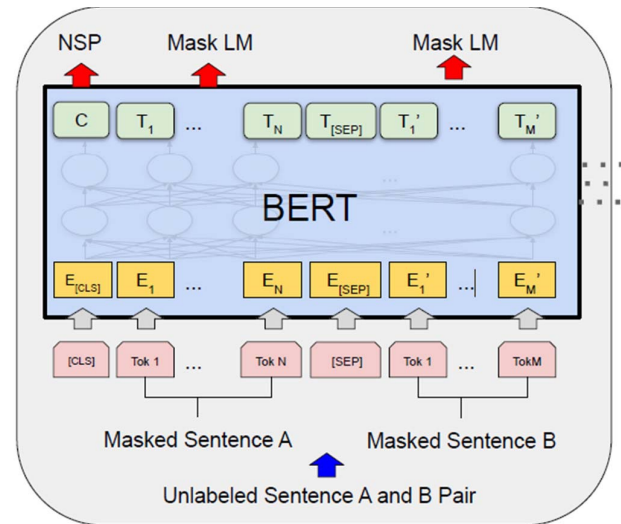 NSP Mask LM Mask LM
C T1 ... TN T[SEP] T1’ ... TM’
...
BERT
...
E[CLS] E1 ... EN E[SEP] E1’ ... EM’
[CLS] Tok 1 ... Tok N [SEP] Tok 1 ... TokM
Masked Sentence A Masked Sentence B
Unlabeled Sentence A and B Pair